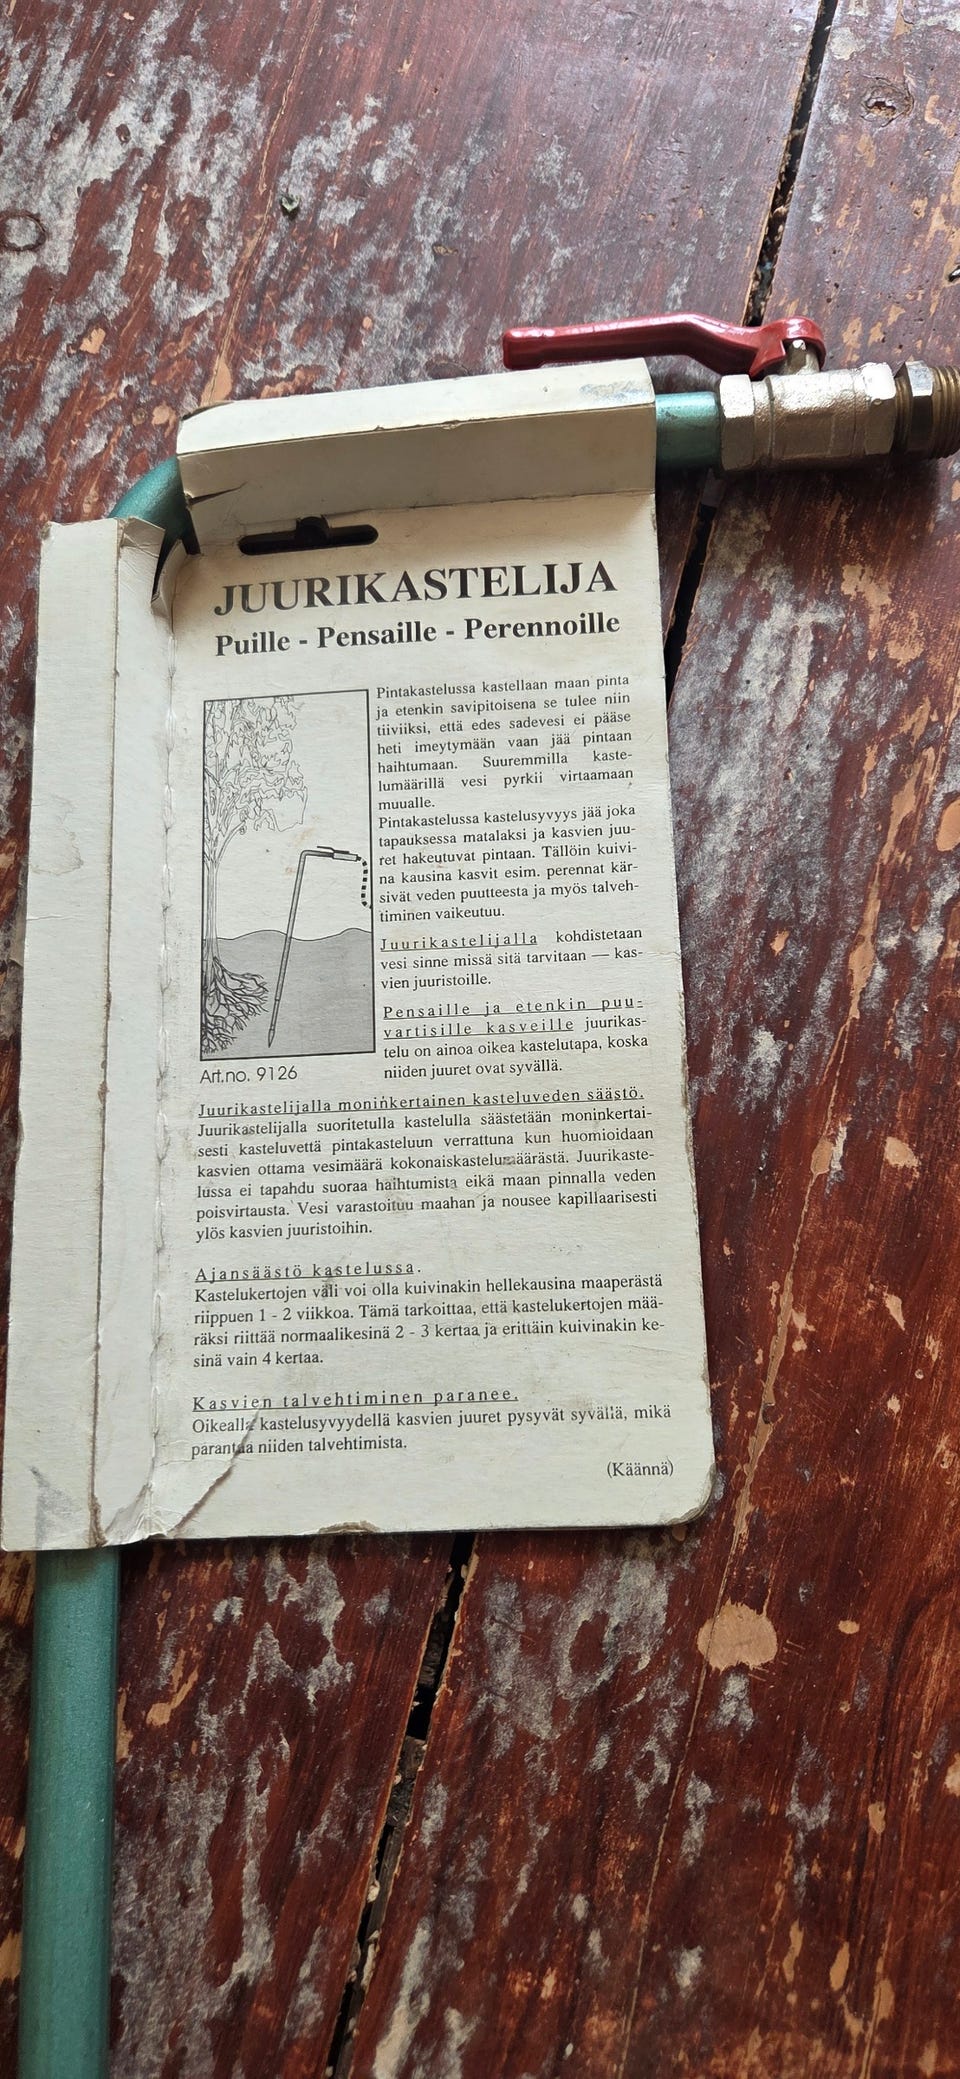 JUURIKASTELIJA
Puille - Pensaille - Perennoille
Pintakastelussa kastellaan maan pinta
ja etenkin savipitoisena se tulee niin
tiiviiksi, että edes sadevesi ei pääse
heti imeytymään vaan jää pintaan
haihtumaan. Suuremmilla kaste-
lumäärillä vesi pyrkii virtaamaan
muualle.
Pintakastelussa kastelusyvyys jää joka
tapauksessa matalaksi ja kasvien juu-
ret hakeutuvat pintaan. Tällöin kuivi-
na kausina kasvit esim. perennat kär-
sivät veden puutteesta ja myös talveh-
timinen vaikeutuu.
Juurikastelijalla kohdistetaan
vesi sinne missä sitä tarvitaan — kas-
vien juuristoille.
Pensaille ja etenkin puu-
vartisille kasveille juurikas-
telu on ainoa oikea kastelutapa, koska
niiden juuret ovat syvällä.
Art.no. 9126
Juurikastelijalla moninkertainen kasteluveden säästö.
Juurikastelijalla suoritetulla kastelulla säästetään moninkertai-
sesti kasteluvettä pintakasteluun verrattuna kun huomioidaan
kasvien ottama vesimäärä kokonaiskastelumäärästä. Juurikaste-
lussa ei tapahdu suoraa haihtumista eikä maan pinnalla veden
poisvirtausta. Vesi varastoituu maahan ja nousee kapillaarisesti
ylös kasvien juuristoihin.
Ajansäästö kastelussa.
Kastelukertojen väli voi olla kuivinakin hellekausina maaperästä
riippuen 1 - 2 viikkoa. Tämä tarkoittaa, että kastelukertojen mää-
räksi riittää normaalikesinä 2 - 3 kertaa ja erittäin kuivinakin ke-
sinä vain 4 kertaa.
Kasvien talvehtiminen paranee.
Oikealla kastelusyvyydellä kasvien juuret pysyvät syvällä, mikä
parantaa niiden talvehtimista.
(Käännä)